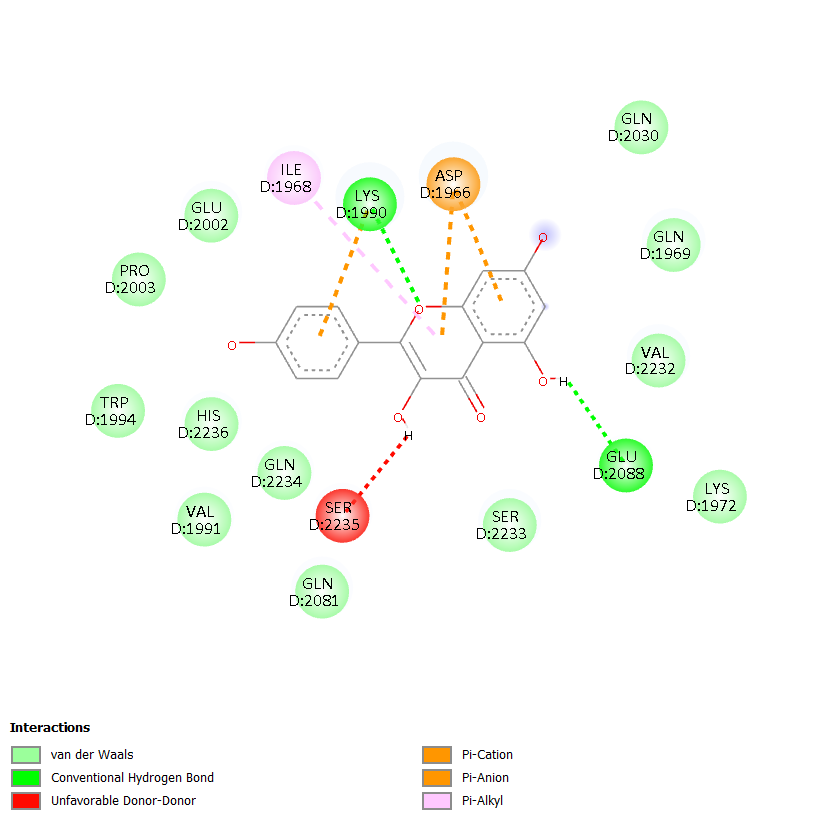 GLN
D:2030
ILE
D:1968
ASP
D:1966
LYS
D:1990
GLU
D:2002
GLN
D:1969
PRO
D:2003
O
O
O
VAL
D:2232
TRP
D:1994
HIS
D:2236
O
H
O
O
H
GLN
D:2234
GLU
D:2088
LYS
D:1972
SER
D:2235
VAL
D:1991
SER
D:2233
GLN
D:2081
Interactions
van der Waals
Conventional Hydrogen Bond
Unfavorable Donor-Donor
Pi-Cation
Pi-Anion
Pi-Alkyl